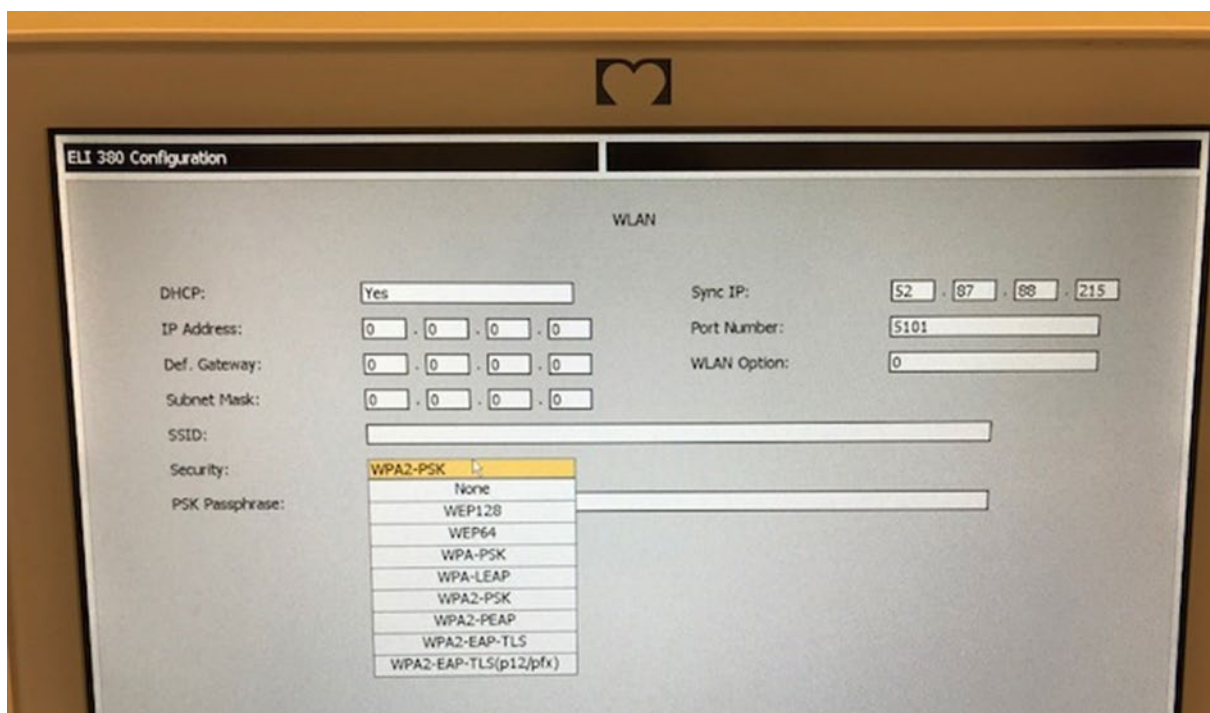 ELI 380 Configuration
WLAN
DHCP: Yes Sync IP: 52 . 87 . 88 . 215
IP Address: 0 . 0 . 0 . 0 Port Number: 5101
Def. Gateway: 0 . 0 . 0 . 0 WLAN Option: 0
Subnet Mask: 0 . 0 . 0 . 0
SSID:
Security: WPA2-PSK
None
PSK Passphrase:
WEP128
WEP64
WPA-PSK
WPA-LEAP
WPA2-PSK
WPA2-PEAP
WPA2-EAP-TLS
WPA2-EAP-TLS(p12/pfx)